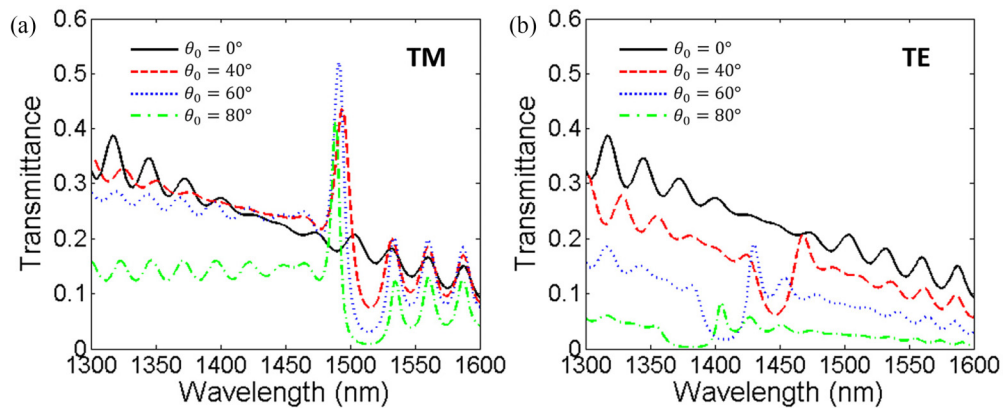 (a)
TM
θ₀ = 0°
θ₀ = 40°
θ₀ = 60°
θ₀ = 80°
0.6
0.5
0.4
0.3
0.2
0.1
0
Transmittance
1300 1350 1400 1450 1500 1550 1600
Wavelength (nm)
(b)
TE
θ₀ = 0°
θ₀ = 40°
θ₀ = 60°
θ₀ = 80°
0.6
0.5
0.4
0.3
0.2
0.1
0
Transmittance
1300 1350 1400 1450 1500 1550 1600
Wavelength (nm)